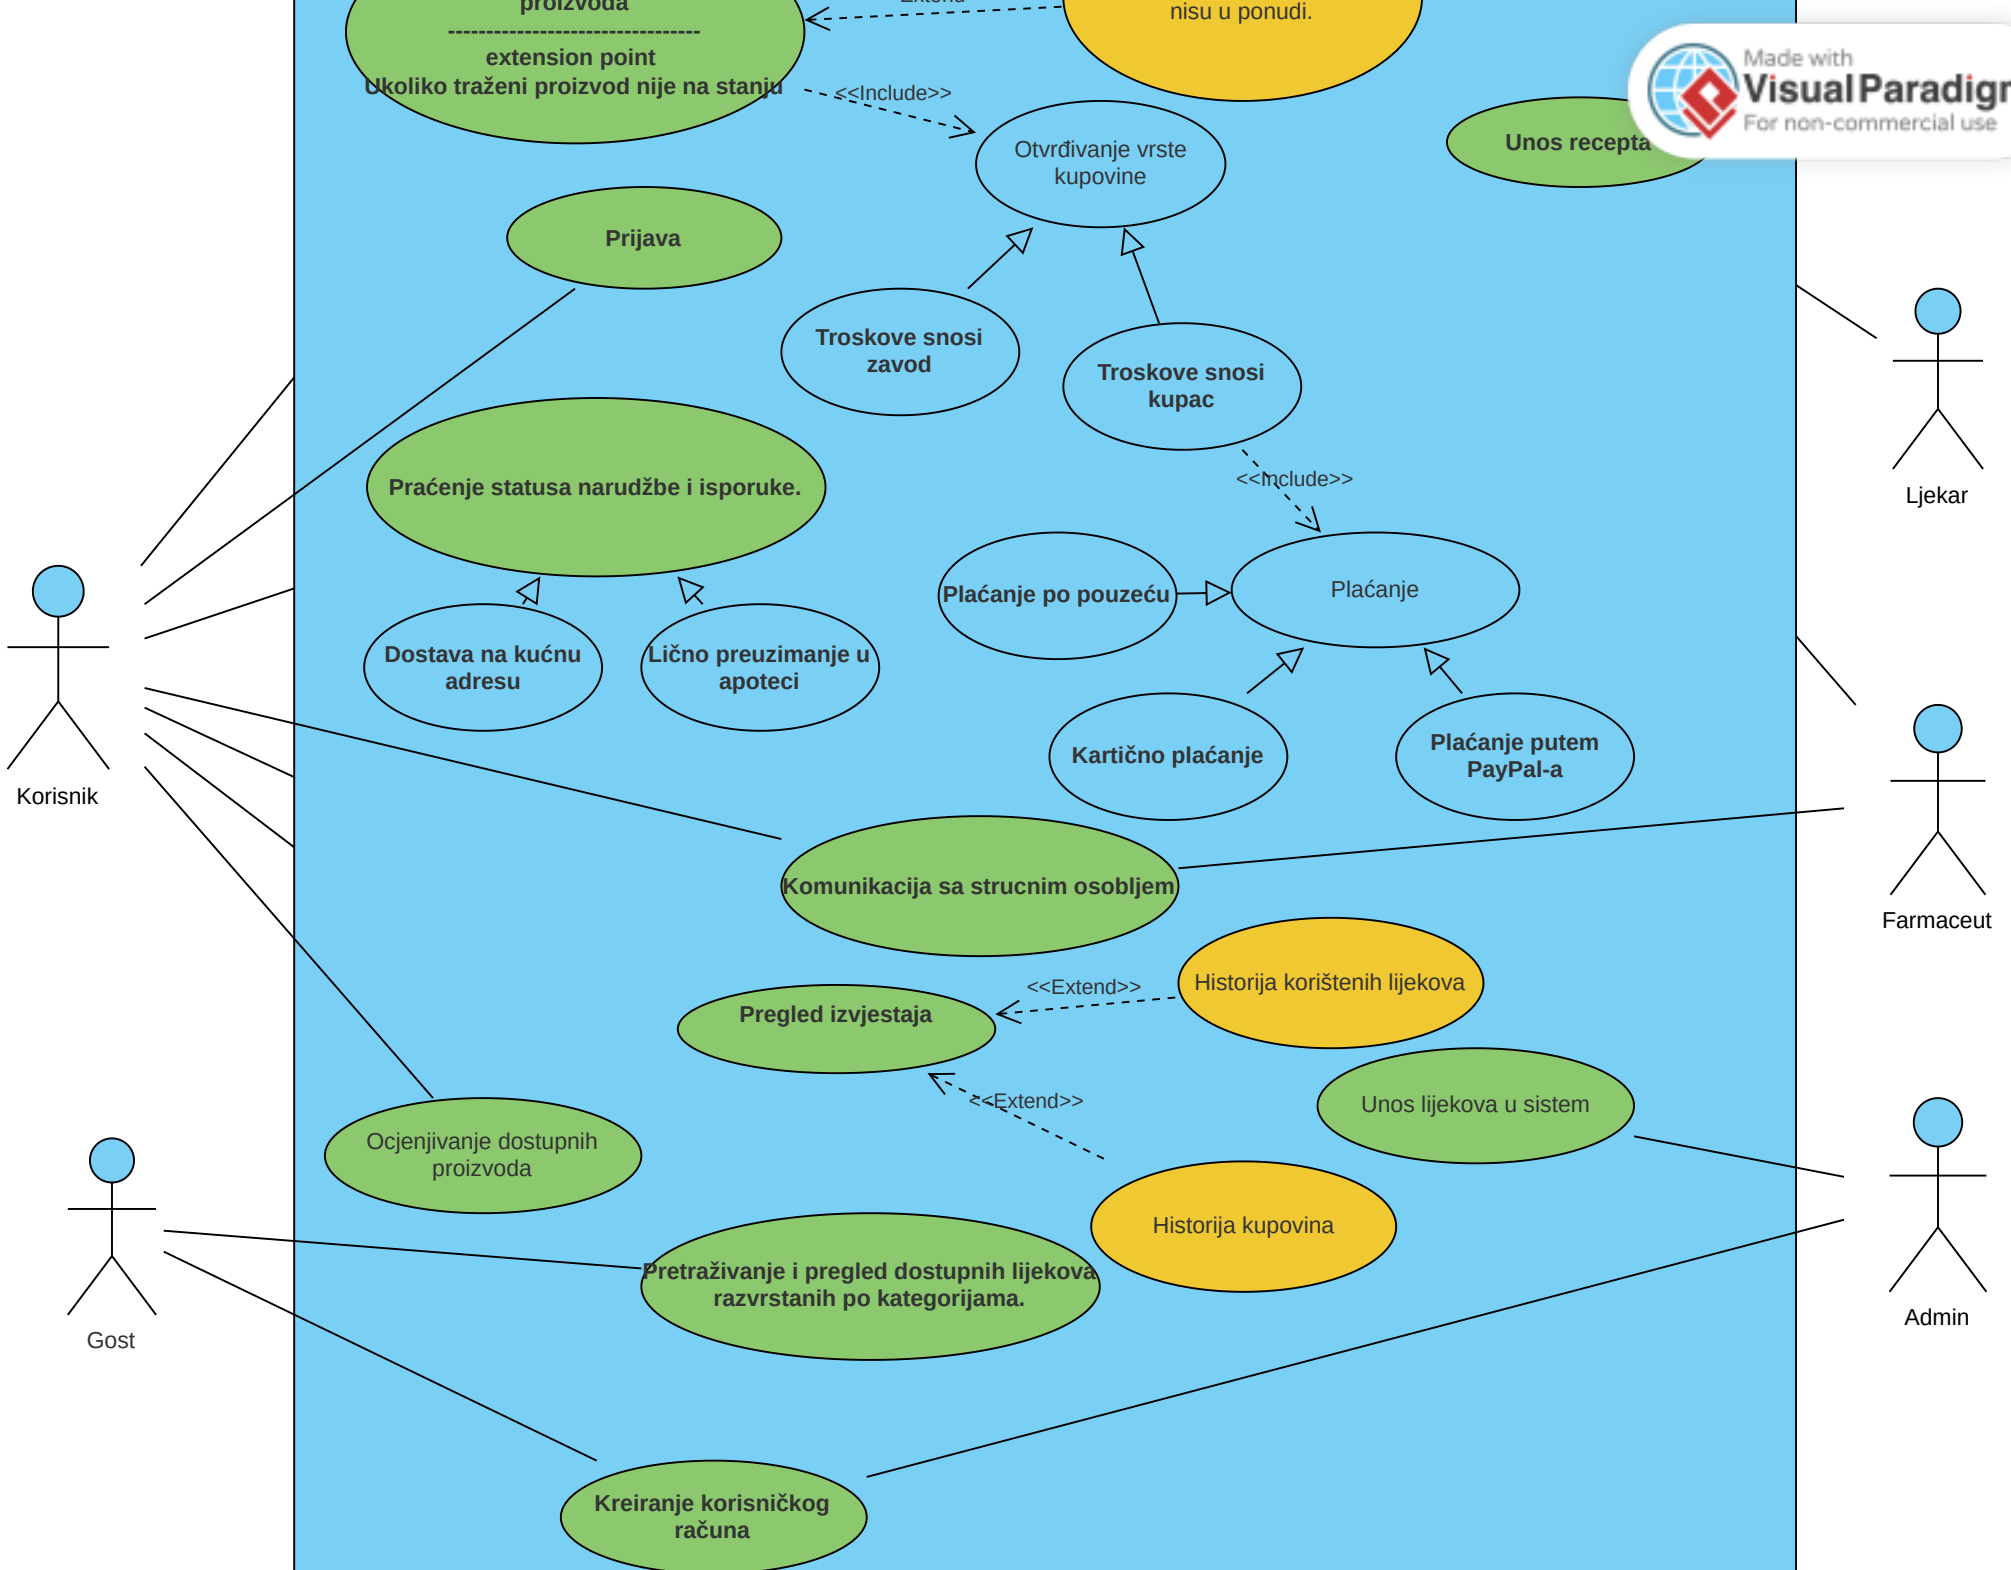 proizvoda
nisu u ponudi.
---------------------------------
extension point
Ukoliko traženi proizvod nije na stanju
<<Include>>
Made with
Visual Paradigm
For non-commercial use
Otvrđivanje vrste
kupovine
Unos recepta
Prijava
Troskove snosi
zavod
Troskove snosi
kupac
Praćenje statusa narudžbe i isporuke.
<<Include>>
Ljekar
Plaćanje po pouzeću
Plaćanje
Dostava na kućnu
adresu
Lično preuzimanje u
apoteci
Kartično plaćanje
Plaćanje putem
PayPal-a
Korisnik
Komunikacija sa strucnim osobljem
Farmaceut
Historija korištenih lijekova
<<Extend>>
Pregled izvjestaja
<<Extend>>
Unos lijekova u sistem
Ocjenjivanje dostupnih
proizvoda
Historija kupovina
Pretraživanje i pregled dostupnih lijekova
razvrstanih po kategorijama.
Gost
Admin
Kreiranje korisničkog
računa